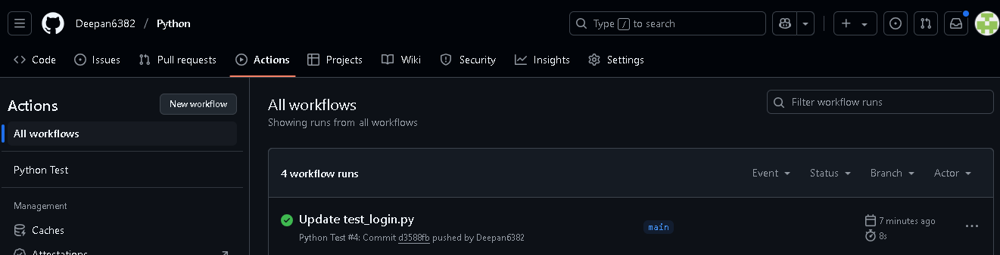 Deepan6382 / Python
Type / to search
Code
Issues
Pull requests
Actions
Projects
Wiki
Security
Insights
Settings
Actions
New workflow
All workflows
Python Test
Management
Caches
Attestations
All workflows
Showing runs from all workflows
Filter workflow runs
4 workflow runs
Event
Status
Branch
Actor
Update test_login.py
Python Test #4: Commit d3588fb pushed by Deepan6382
main
7 minutes ago
8s